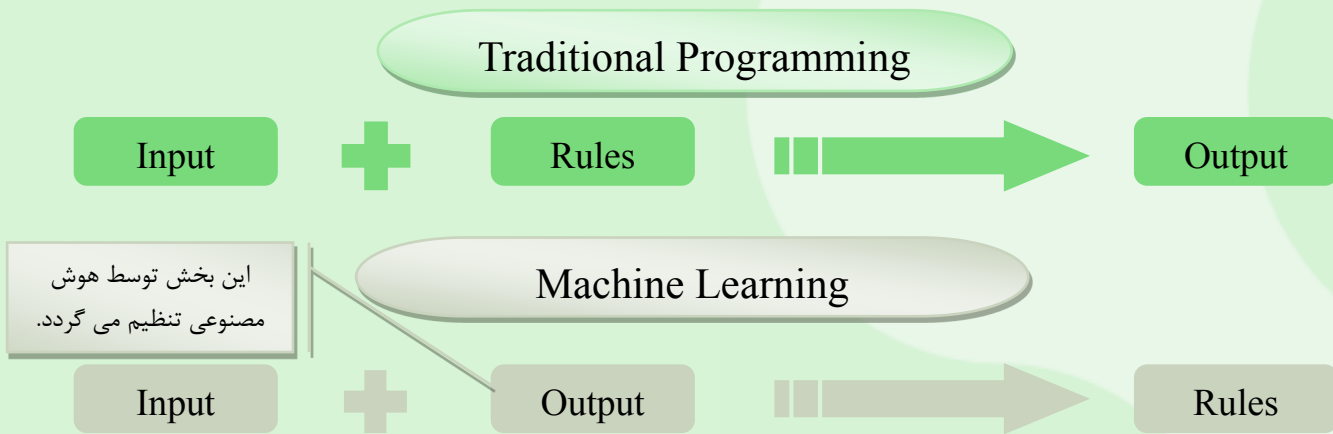 Traditional Programming
Input
Rules
Output
این بخش توسط هوش
مصنوعی تنظیم می گردد.
Machine Learning
Input
Output
Rules